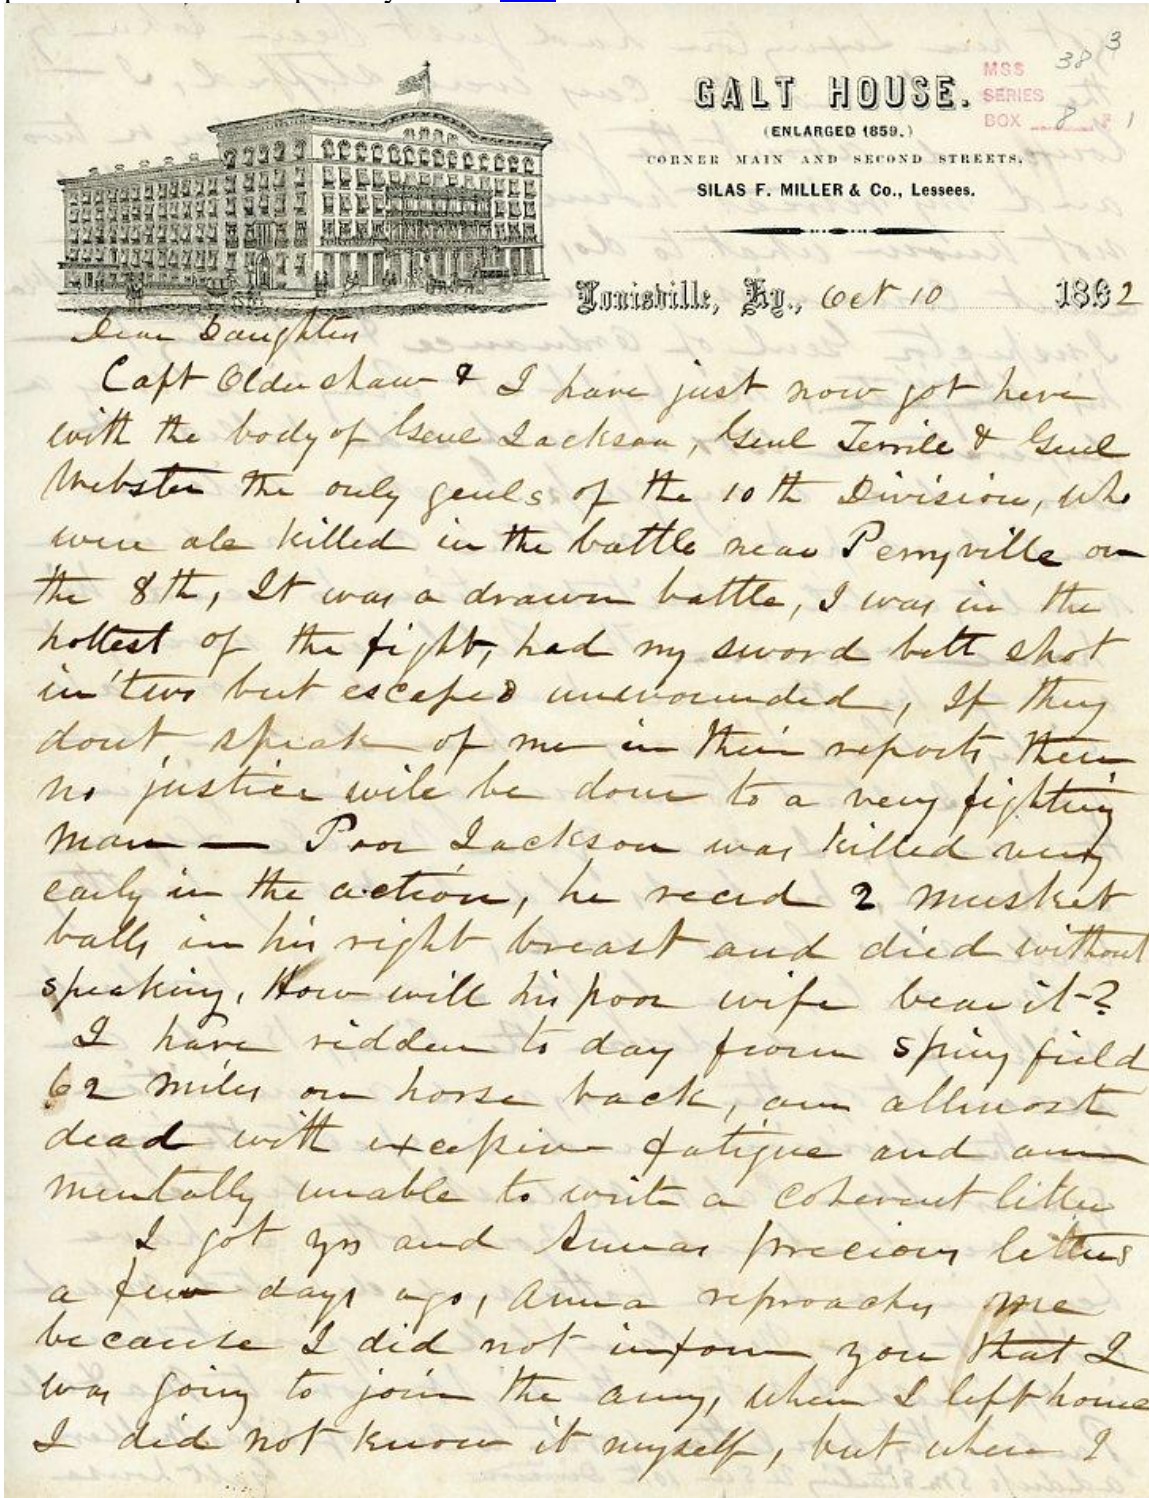 3
38
MSS
SERIES
BOX 8 F 1
GALT HOUSE.
(ENLARGED 1859.)
CORNER MAIN AND SECOND STREETS,
SILAS F. MILLER & Co., Lessees.
Louisville, Ky., Oct 10 1862
Dear Daughter
Capt Oldershaw & I have just now got here
with the body of Genl Jackson, Genl Terrile & Genl
Webster the only genls of the 10th Division, who
were ale killed in the battle near Perryville on
the 8th, It was a drawn battle, I was in the
hottest of the fight, had my sword belt shot
in two but escaped unwounded, If they
dont speak of me in their reports then
no justice wile be done to a very fighting
man — Poor Jackson was killed very
early in the action, he recd 2 musket
balls in his right breast and died without
speaking, How will his poor wife bear it-?
I have ridden to day from Springfield
62 miles on horse back, am allmost
dead with excessive fatigue and am
mentally unable to write a coherent letter
I got yrs and Annas precious letters
a few days ago, Anna reproaches me
because I did not inform you that I
was going to join the army, when I left home
I did not know it myself, but when I